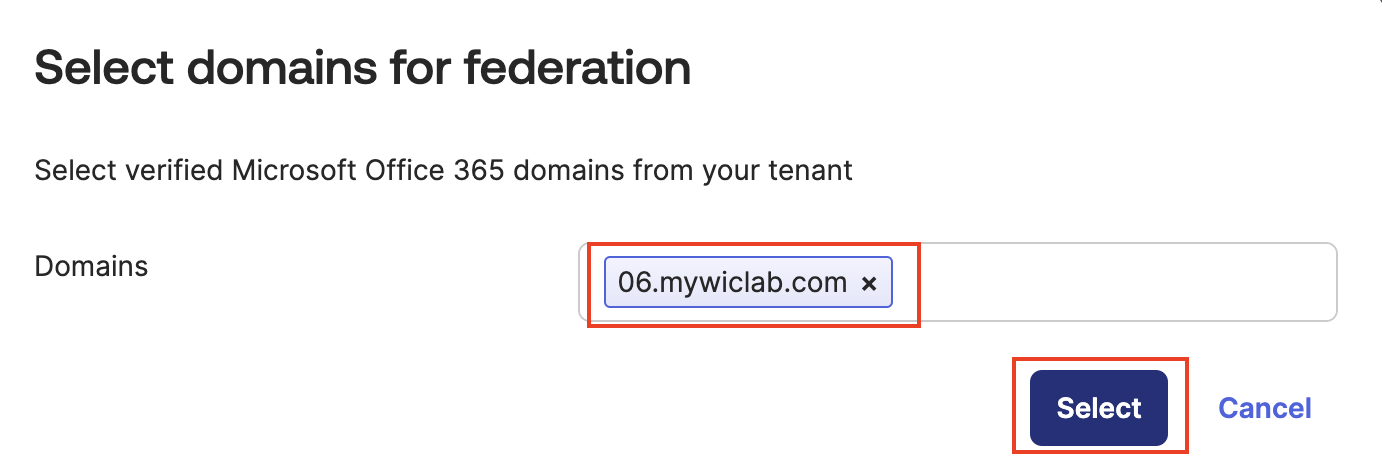 Select domains for federation
Select verified Microsoft Office 365 domains from your tenant
Domains
06.mywiclab.com ×
Select
Cancel